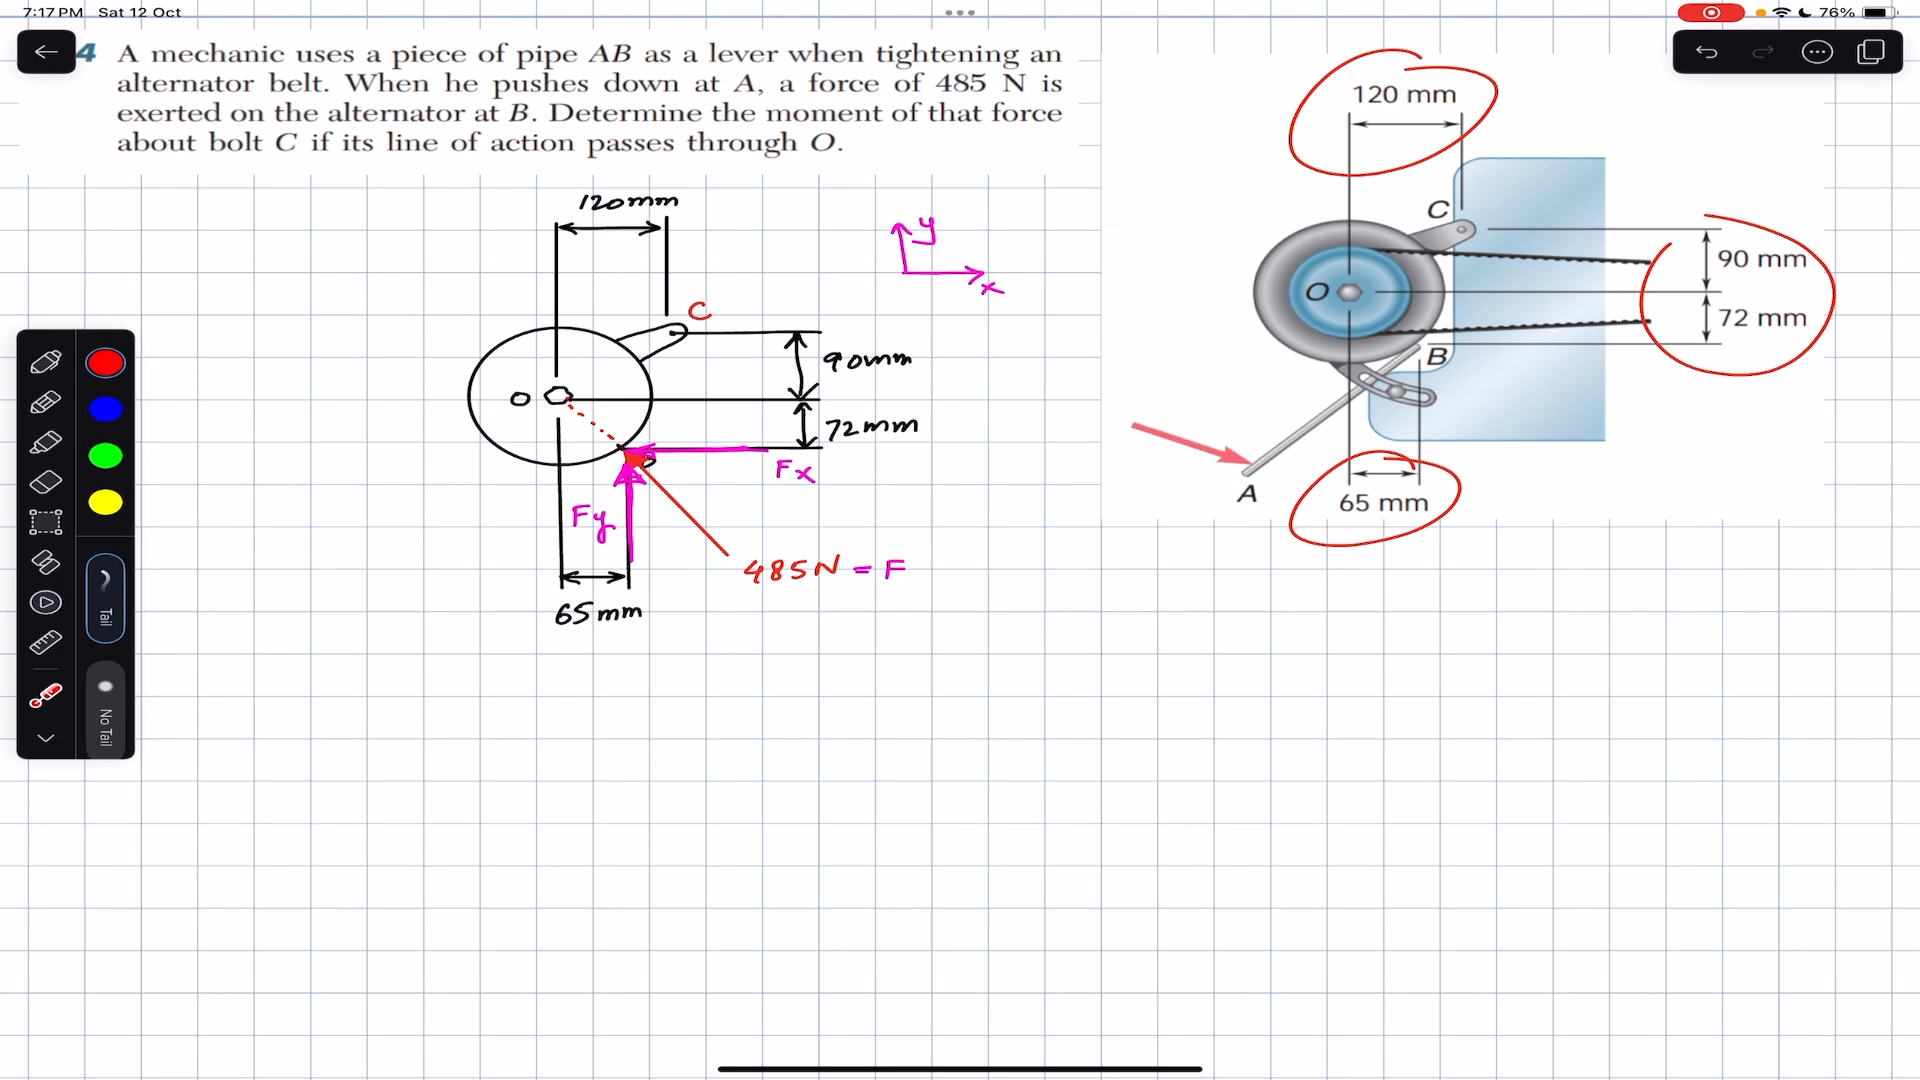 7:17 PM Sat 12 Oct
76%
4 A mechanic uses a piece of pipe AB as a lever when tightening an
alternator belt. When he pushes down at A, a force of 485 N is
exerted on the alternator at B. Determine the moment of that force
about bolt C if its line of action passes through O.
120mm
y
x
C
90mm
O
72mm
Fx
Fy
485N = F
65mm
120 mm
C
90 mm
O
72 mm
B
A
65 mm
Tail
No Tail